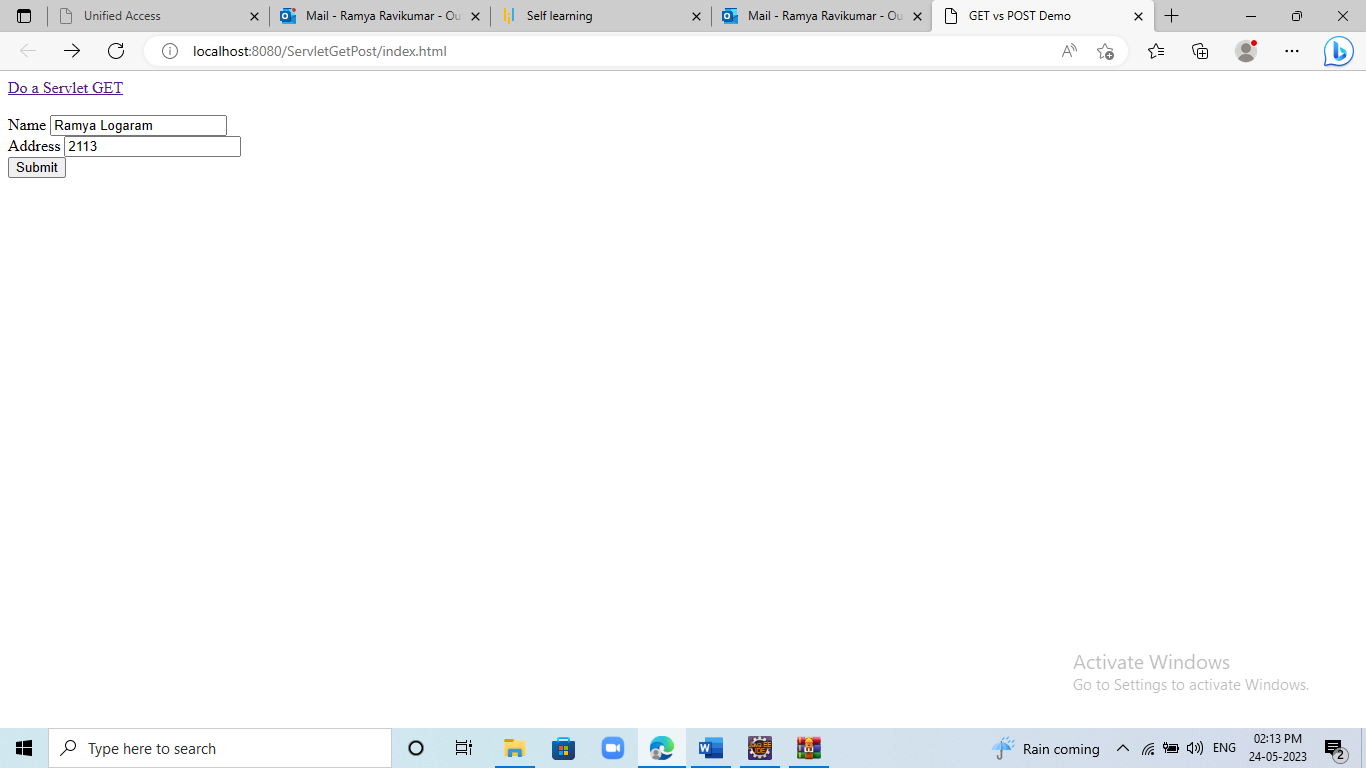 Unified Access
Mail - Ramya Ravikumar - Ou
Self learning
Mail - Ramya Ravikumar - Ou
GET vs POST Demo
localhost:8080/ServletGetPost/index.html
Do a Servlet GET
Name Ramya Logaram
Address 2113
Submit
Activate Windows
Go to Settings to activate Windows.
Type here to search
Rain coming
ENG
02:13 PM
24-05-2023
2